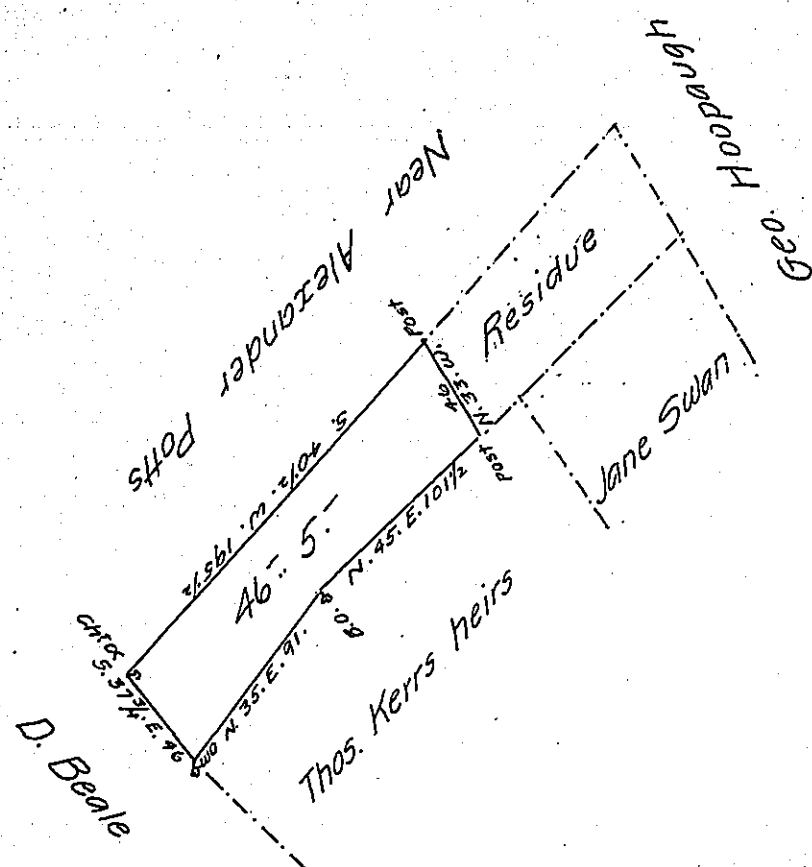 Geo Hoopaugh
Near
Alexander Potts
Residue
Jane Swan
Post
N. 33. W.
46
Post
S. 40½. W. 195½
46.. 5.-
N. 45. E. 101½
B.O.
N. 35. E. 91.
S. 37¾. E. 46
WO
Thos. Kerrs heirs
D. Beale